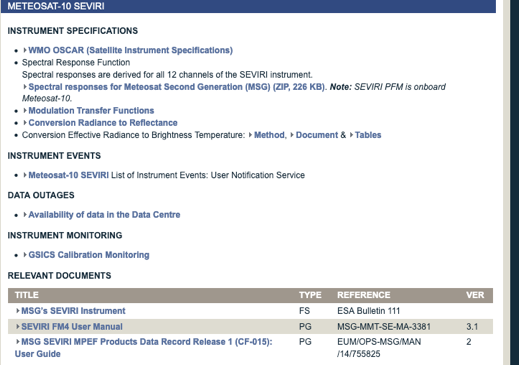 METEOSAT-10 SEVIRI
INSTRUMENT SPECIFICATIONS
WMO OSCAR (Satellite Instrument Specifications)
Spectral Response Function
Spectral responses are derived for all 12 channels of the SEVIRI instrument.
Spectral responses for Meteosat Second Generation (MSG) (ZIP, 226 KB). Note: SEVIRI PFM is onboard
Meteosat-10.
Modulation Transfer Functions
Conversion Radiance to Reflectance
Conversion Effective Radiance to Brightness Temperature: Method, Document & Tables
INSTRUMENT EVENTS
Meteosat-10 SEVIRI List of Instrument Events: User Notification Service
DATA OUTAGES
Availability of data in the Data Centre
INSTRUMENT MONITORING
GSICS Calibration Monitoring
RELEVANT DOCUMENTS
TITLE TYPE REFERENCE VER
MSG's SEVIRI Instrument FS ESA Bulletin 111
SEVIRI FM4 User Manual PG MSG-MMT-SE-MA-3381 3.1
MSG SEVIRI MPEF Products Data Record Release 1 (CF-015): PG EUM/OPS-MSG/MAN 2
User Guide /14/755825